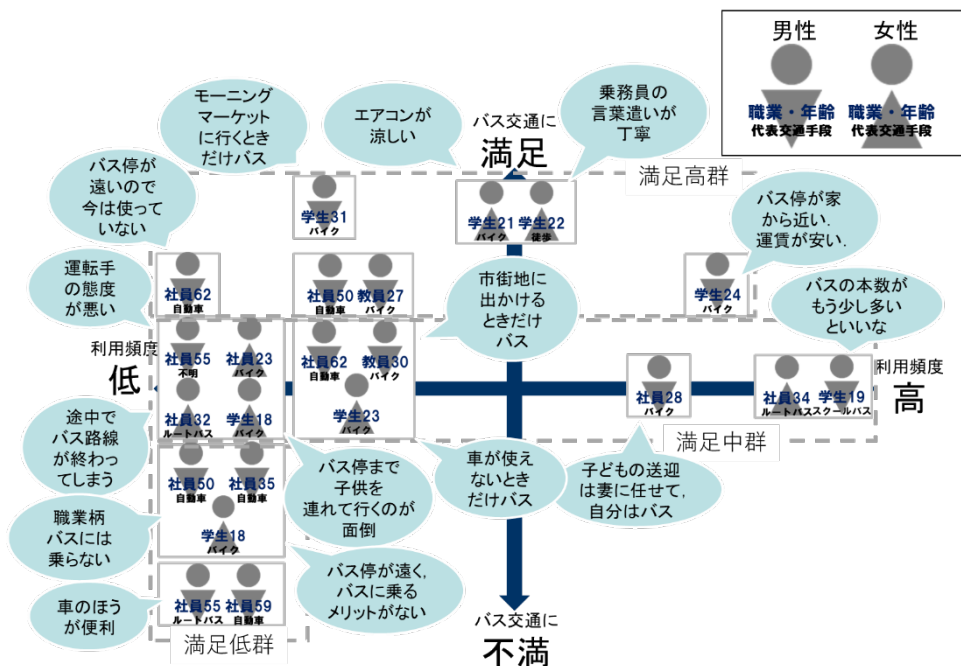 男性
女性
職業・年齢
代表交通手段
職業・年齢
代表交通手段
モーニング
マーケット
に行くとき
だけバス
エアコンが
涼しい
乗務員の
言葉遣いが
丁寧
バス交通に
満足
満足高群
バス停が
遠いので
今は使って
いない
バス停が家
から近い.
運賃が安い.
学生31
バイク
学生21
バイク
学生22
徒歩
運転手
の態度
が悪い
社員62
自動車
社員50
自動車
教員27
バイク
市街地に
出かける
ときだけ
バス
学生24
バイク
バスの本数が
もう少し多い
といいな
利用頻度
低
社員55
不明
社員23
バイク
社員62
自動車
教員30
バイク
利用頻度
高
社員32
ルートバス
学生18
バイク
学生23
バイク
社員28
バイク
社員34
ルートバス
学生19
スクールバス
満足中群
途中で
バス路線
が終わっ
てしまう
社員50
自動車
社員35
自動車
バス停まで
子供を
連れて行くのが
面倒
車が使え
ないとき
だけバス
子どもの送迎
は妻に任せて,
自分はバス
職業柄
バスには
乗らない
学生18
バイク
バス停が遠く,
バスに乗る
メリットがない
車のほう
が便利
社員55
ルートバス
社員59
自動車
満足低群
バス交通に
不満